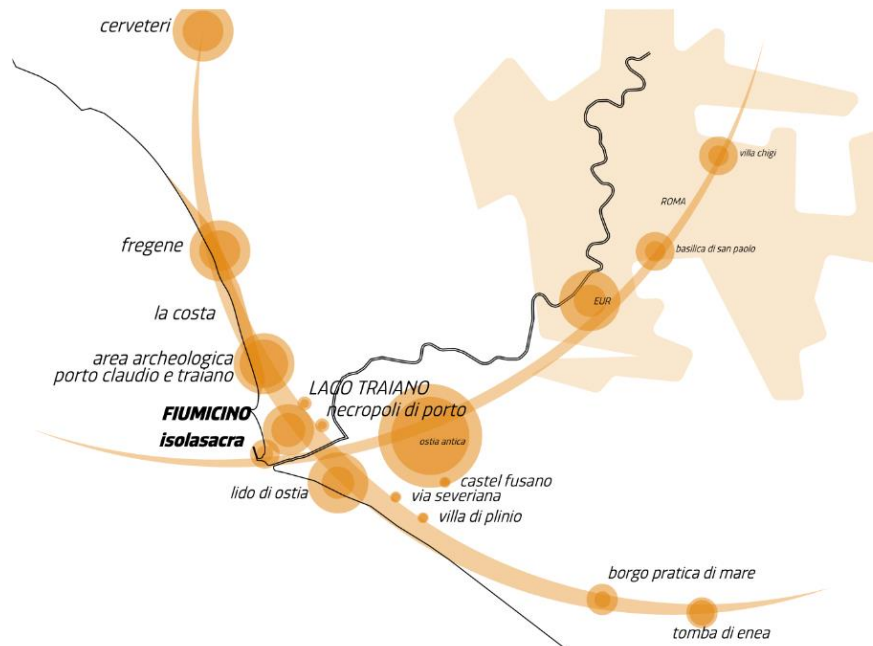 cerveteri
villa chigi
ROMA
fregene
basilica di san paolo
EUR
la costa
area archeologica
porto claudio e traiano
LAGO TRAIANO
FIUMICINO
necropoli di porto
isolasacra
ostia antica
castel fusano
lido di ostia
via severiana
villa di plinio
borgo pratica di mare
tomba di enea